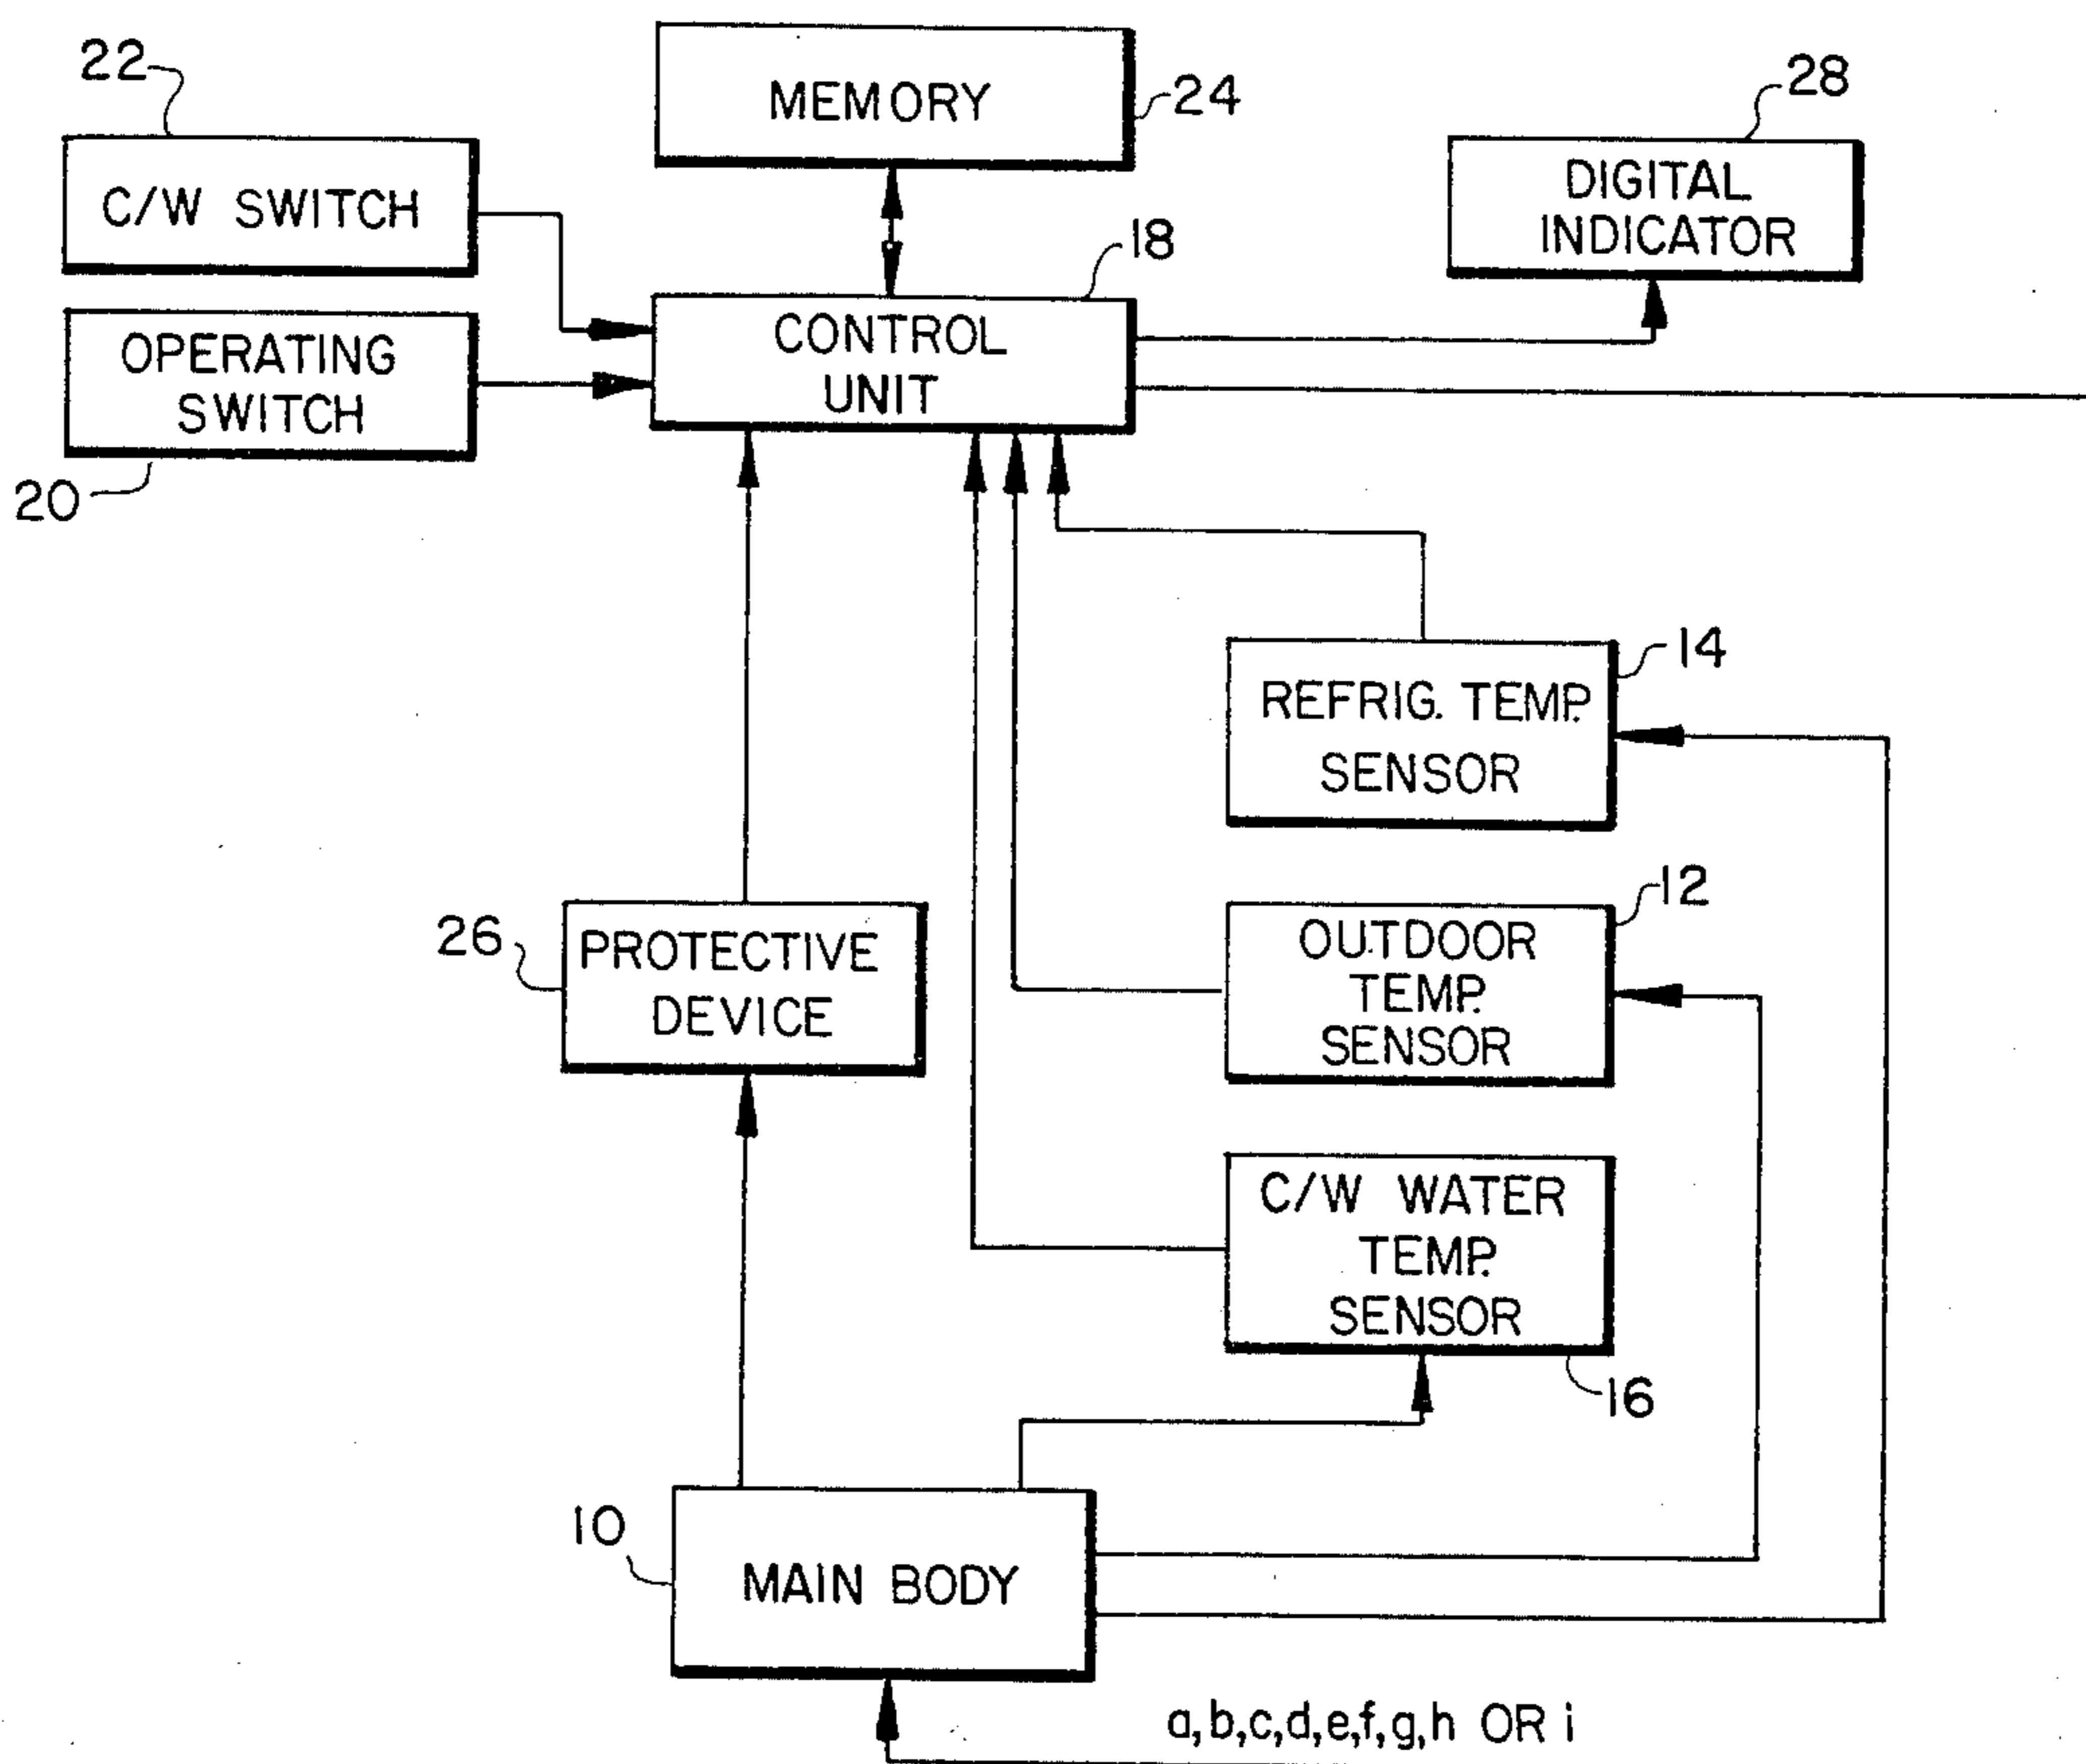 22
MEMORY
24
28
C/W SWITCH
DIGITAL
INDICATOR
18
CONTROL
UNIT
OPERATING
SWITCH
20
14
REFRIG. TEMP.
SENSOR
12
26
PROTECTIVE
DEVICE
OUTDOOR
TEMP.
SENSOR
C/W WATER
TEMP.
SENSOR
16
10
MAIN BODY
a,b,c,d,e,f,g,h OR i